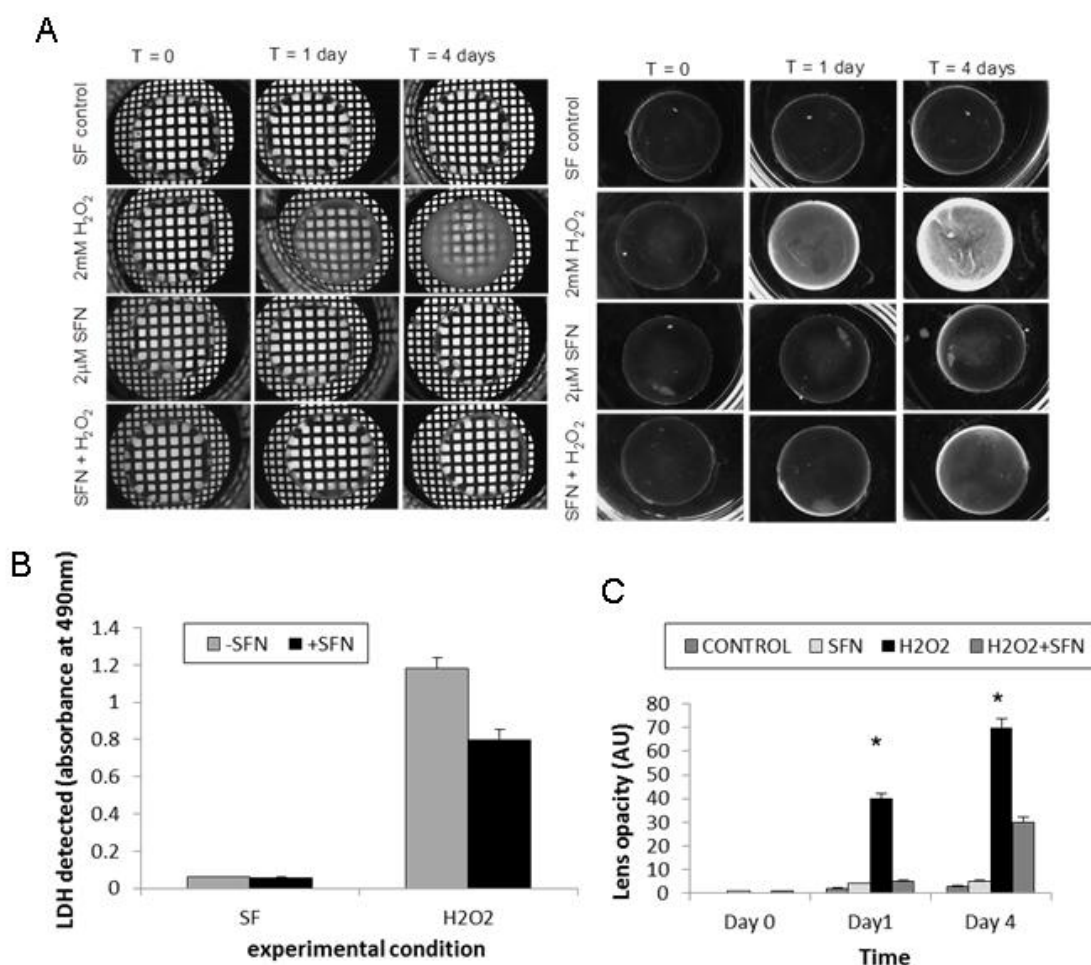 A
T = 0 T = 1 day T = 4 days
SF control
2mM H₂O₂
2µM SFN
SFN + H₂O₂
T = 0 T = 1 day T = 4 days
SF control
2mM H₂O₂
2µM SFN
SFN + H₂O₂
B
LDH detected (absorbance at 490nm)
-SFN +SFN
1.4
1.2
1
0.8
0.6
0.4
0.2
0
SF H2O2
experimental condition
C
CONTROL SFN H2O2 H2O2+SFN
Lens opacity (AU)
80
70
60
50
40
30
20
10
0
* *
Day 0 Day1 Day 4
Time